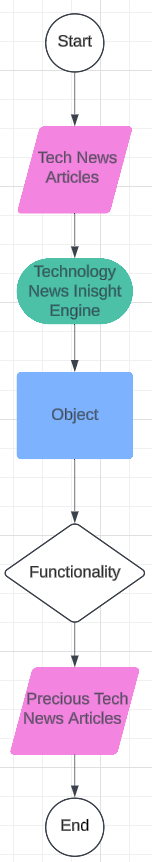 Start
Tech News
Articles
Technology
News Inisght
Engine
Object
Functionality
Precious Tech
News Articles
End